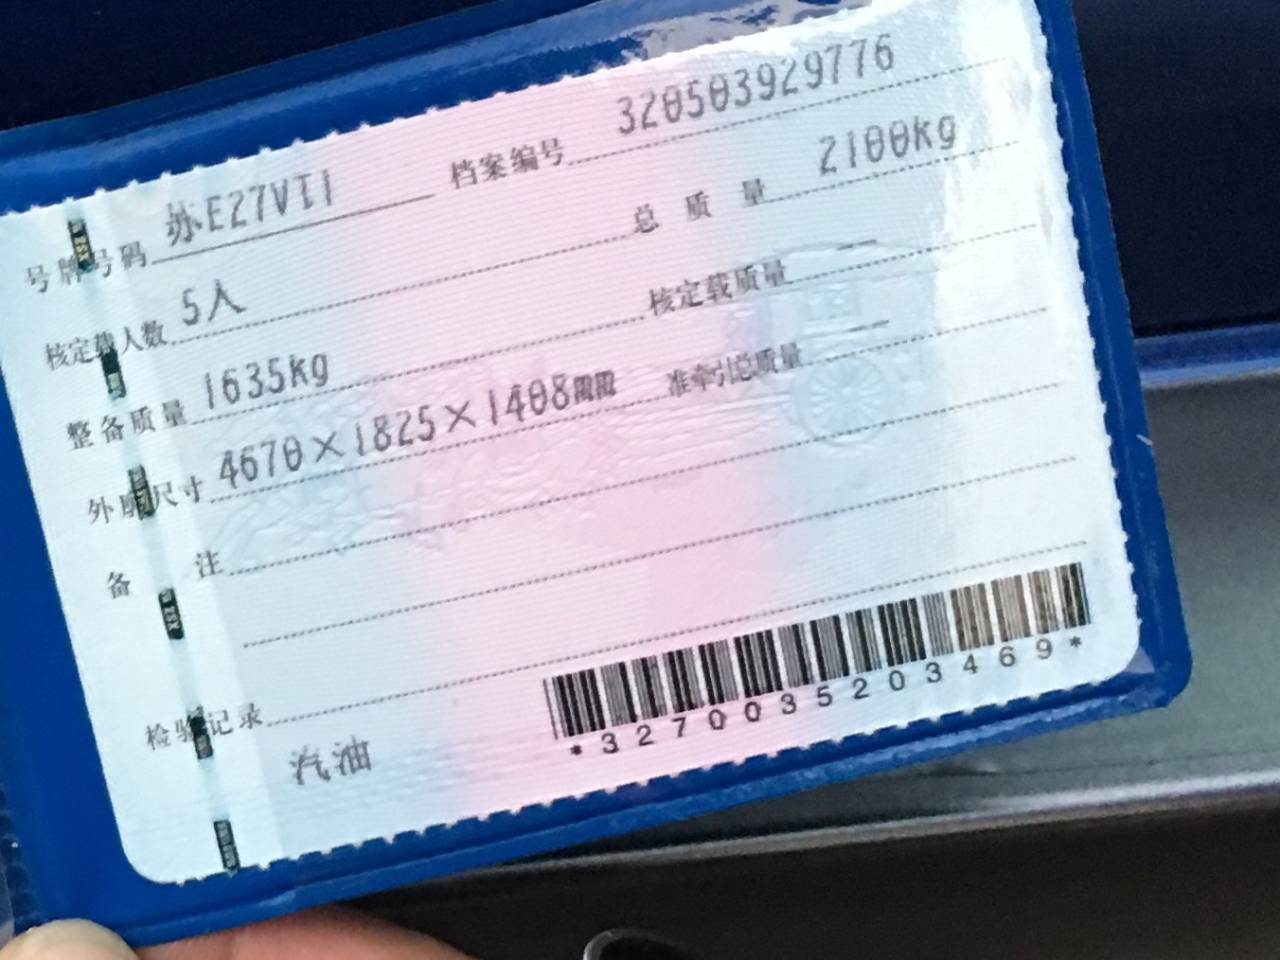 号牌号码 苏E27VT1 档案编号 320503929776
核定载人数 5人 总质量 2100kg
整备质量 1635kg 核定载质量 --
外廓尺寸 4670×1825×1408mm 准牵引总质量 --
备注
检验记录
汽油
*3270035203469*